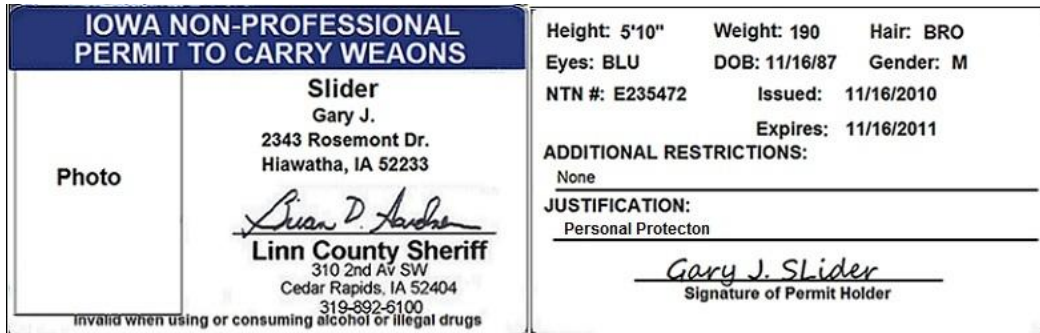 IOWA NON-PROFESSIONAL
PERMIT TO CARRY WEAONS
Photo
Slider
Gary J.
2343 Rosemont Dr.
Hiawatha, IA 52233
Linn County Sheriff
310 2nd Av SW
Cedar Rapids, IA 52404
319-892-6100
Invalid when using or consuming alcohol or illegal drugs
Height: 5'10" Weight: 190 Hair: BRO
Eyes: BLU DOB: 11/16/87 Gender: M
NTN #: E235472 Issued: 11/16/2010
Expires: 11/16/2011
ADDITIONAL RESTRICTIONS:
None
JUSTIFICATION:
Personal Protecton
Gary J. SLider
Signature of Permit Holder